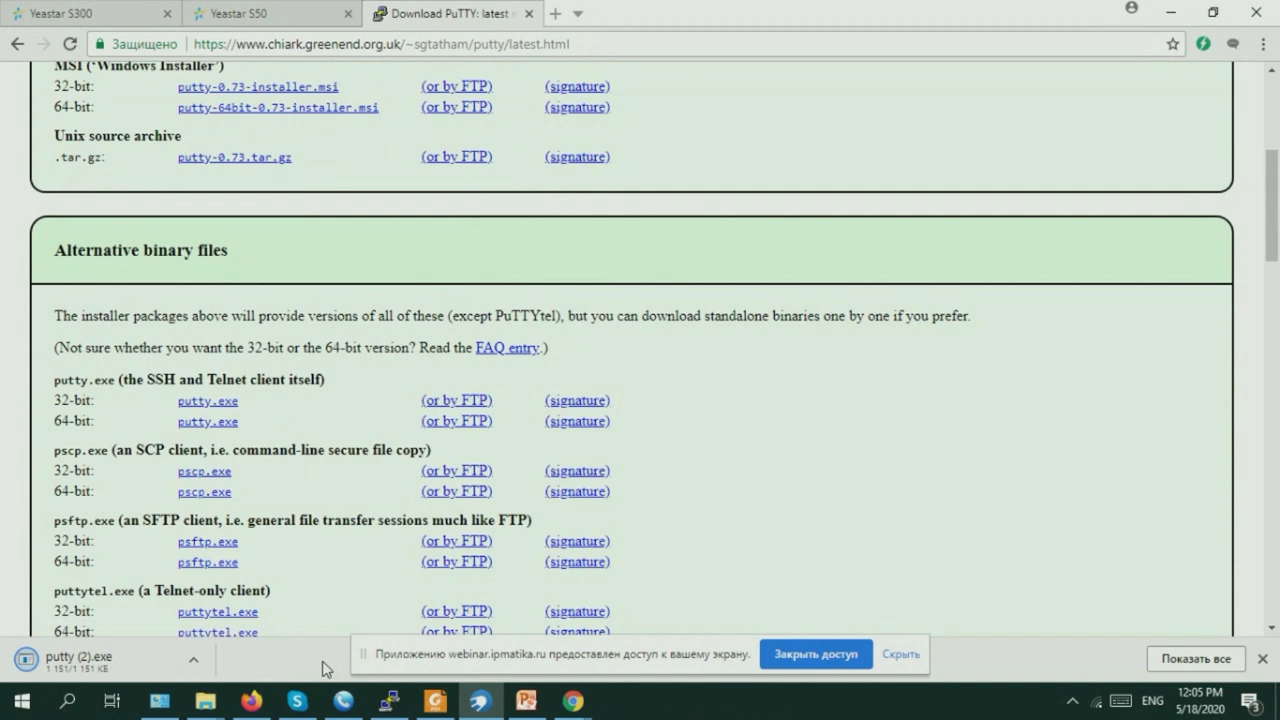 Yeastar S300
Yeastar S50
Download PuTTY: latest
Защищено
https://www.chiark.greenend.org.uk/~sgtatham/putty/latest.html
MSI (‘Windows Installer’)
32-bit: putty-0.73-installer.msi (or by FTP) (signature)
64-bit: putty-64bit-0.73-installer.msi (or by FTP) (signature)
Unix source archive
.tar.gz: putty-0.73.tar.gz (or by FTP) (signature)
Alternative binary files
The installer packages above will provide versions of all of these (except PuTTYtel), but you can download standalone binaries one by one if you prefer.
(Not sure whether you want the 32-bit or the 64-bit version? Read the FAQ entry.)
putty.exe (the SSH and Telnet client itself)
32-bit: putty.exe (or by FTP) (signature)
64-bit: putty.exe (or by FTP) (signature)
pscp.exe (an SCP client, i.e. command-line secure file copy)
32-bit: pscp.exe (or by FTP) (signature)
64-bit: pscp.exe (or by FTP) (signature)
psftp.exe (an SFTP client, i.e. general file transfer sessions much like FTP)
32-bit: psftp.exe (or by FTP) (signature)
64-bit: psftp.exe (or by FTP) (signature)
puttytel.exe (a Telnet-only client)
32-bit: puttytel.exe (or by FTP) (signature)
64-bit: puttytel.exe (or by FTP) (signature)
putty (2).exe
1 151/1 151 КБ
Приложению webinar.ipmatika.ru предоставлен доступ к вашему экрану.
Закрыть доступ
Скрыть
Показать все
ENG
12:05 PM
5/18/2020
3